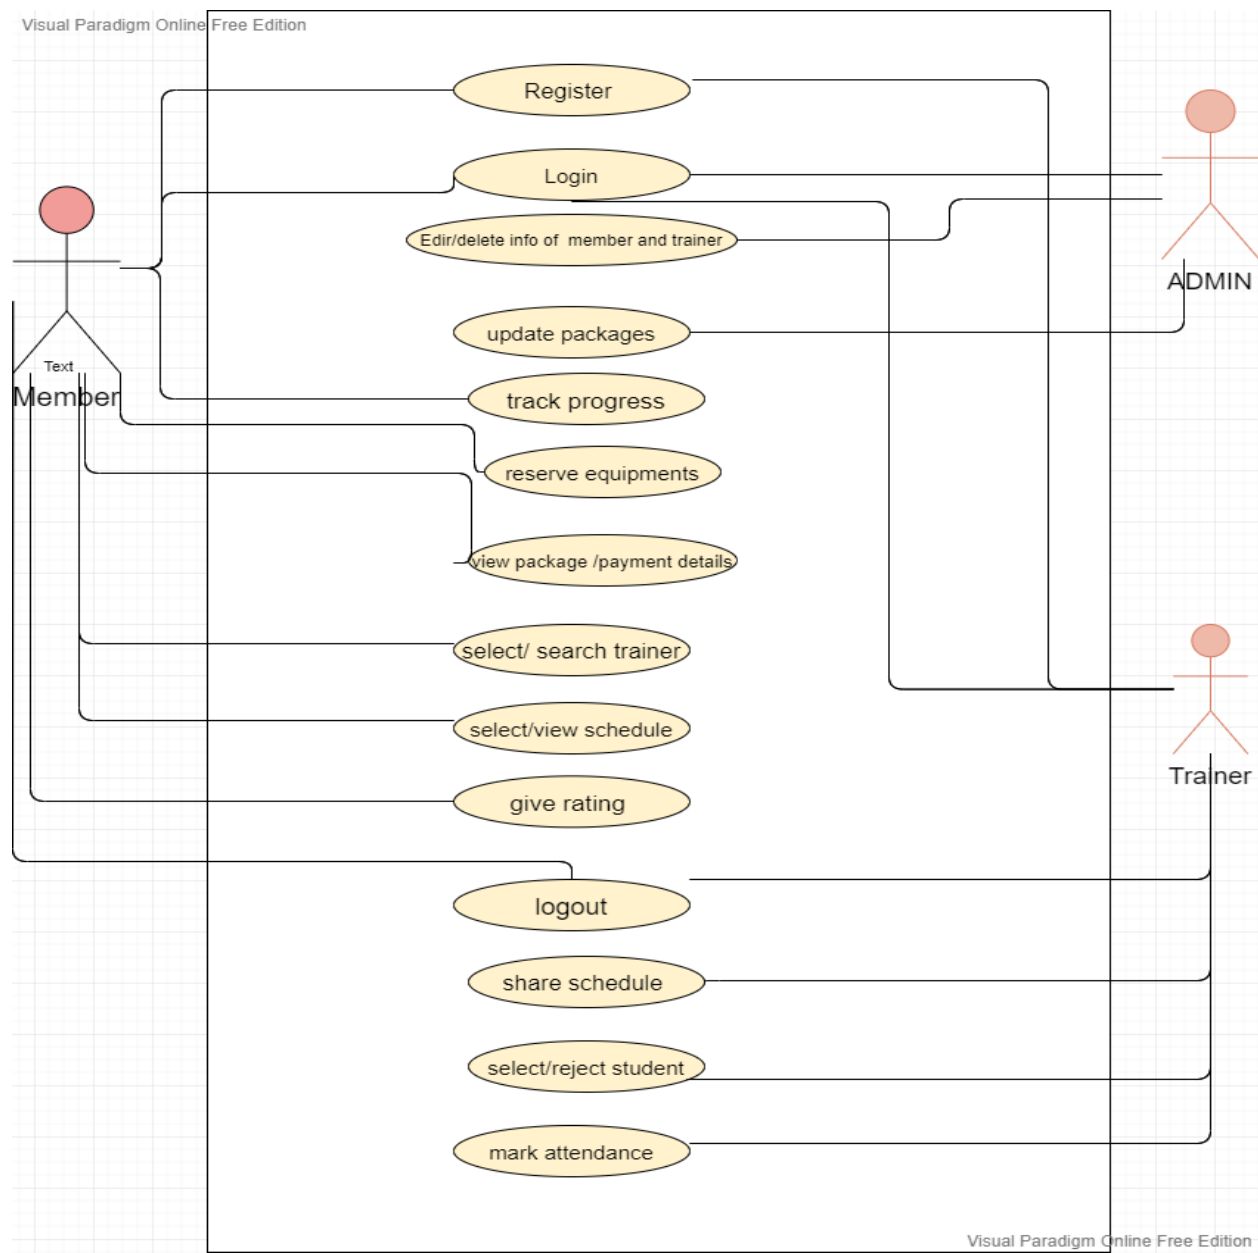 Visual Paradigm Online Free Edition
Register
Login
Edir/delete info of  member and trainer
ADMIN
update packages
Text
Member
track progress
reserve equipments
view package /payment details
select/ search trainer
select/view schedule
Trainer
give rating
logout
share schedule
select/reject student
mark attendance
Visual Paradigm Online Free Edition